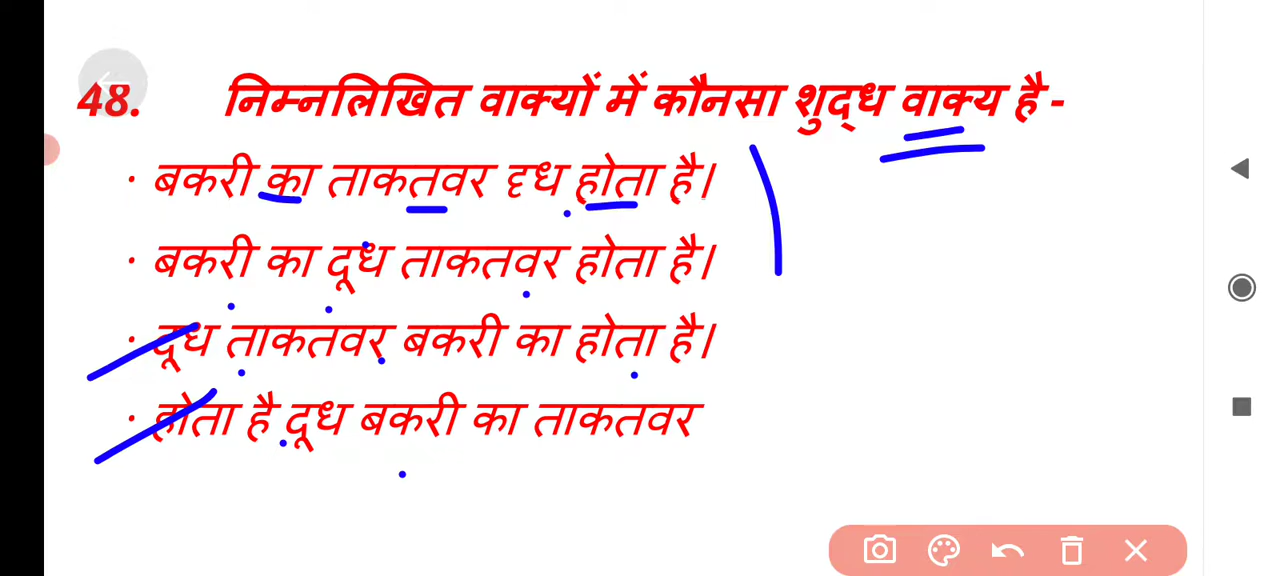 48. निम्नलिखित वाक्यों में कौनसा शुद्ध वाक्य है -
· बकरी का ताकतवर दृध होता है।
· बकरी का दूध ताकतवर होता है।
· दूध ताकतवर बकरी का होता है।
· होता है दूध बकरी का ताकतवर